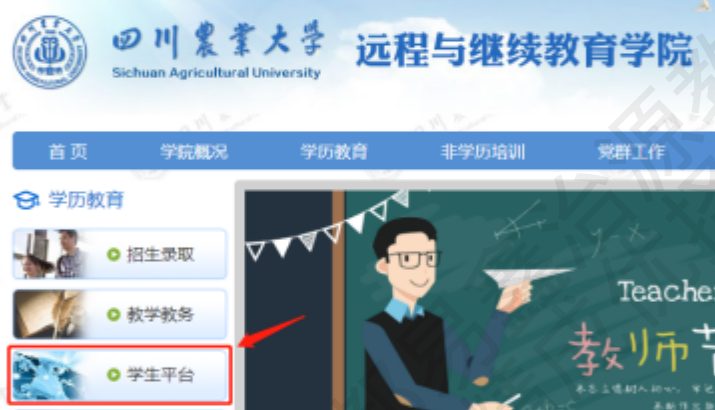 四川農業大学 远程与继续教育学院
Sichuan Agricultural University
首页 学院概况 学历教育 非学历培训 党群工作
学历教育
招生录取
教学教务
学生平台
Teache
教师节